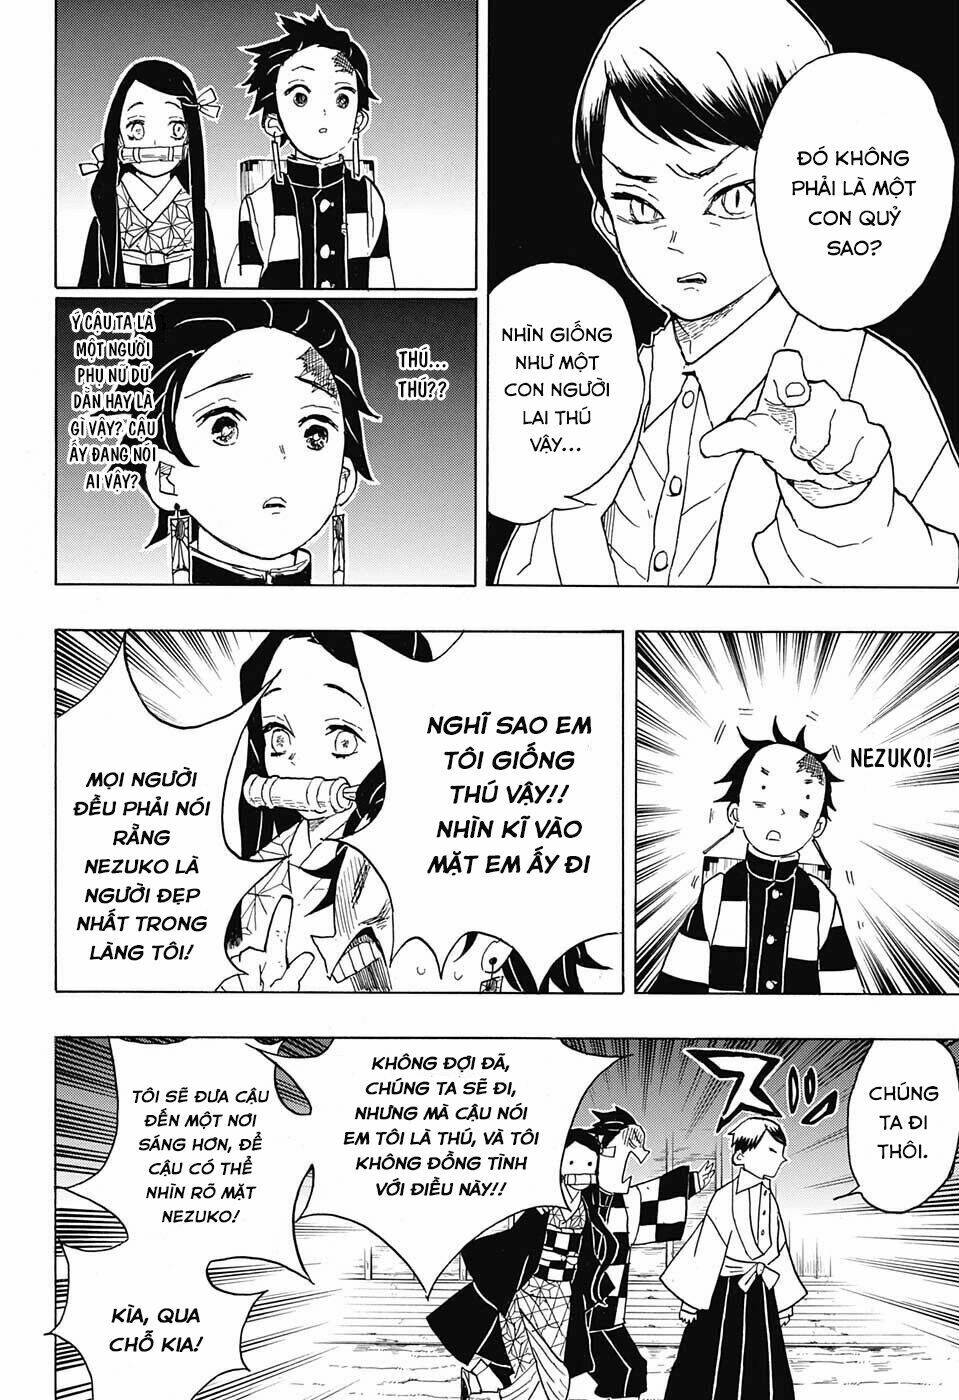 ĐÓ KHÔNG
PHẢI LÀ MỘT
CON QUỶ
SAO?
NHÌN GIỐNG
NHƯ MỘT
CON NGƯỜI
LAI THÚ
VẬY...
THÚ...
THÚ??
Ý CẬU TA LÀ
MỘT NGƯỜI
PHỤ NỮ DỮ
DẰN HAY LÀ
GÌ VẬY? CẬU
ẤY ĐANG NÓI
AI VẬY?
NEZUKO!
NGHĨ SAO EM
TÔI GIỐNG
THÚ VẬY!!
NHÌN KĨ VÀO
MẶT EM ẤY ĐI
MỌI NGƯỜI
ĐỀU PHẢI NÓI
RẰNG
NEZUKO LÀ
NGƯỜI ĐẸP
NHẤT TRONG
LÀNG TÔI!
CHÚNG
TA ĐI
THÔI.
KHÔNG ĐỢI ĐÃ,
CHÚNG TA SẼ ĐI,
NHƯNG MÀ CẬU NÓI
EM TÔI LÀ THÚ, VÀ TÔI
KHÔNG ĐỒNG TÌNH
VỚI ĐIỀU NÀY!!
TÔI SẼ ĐƯA CẬU
ĐẾN MỘT NƠI
SÁNG HƠN, ĐỂ
CẬU CÓ THỂ
NHÌN RÕ MẶT
NEZUKO!
KÌA, QUA
CHỖ KIA!